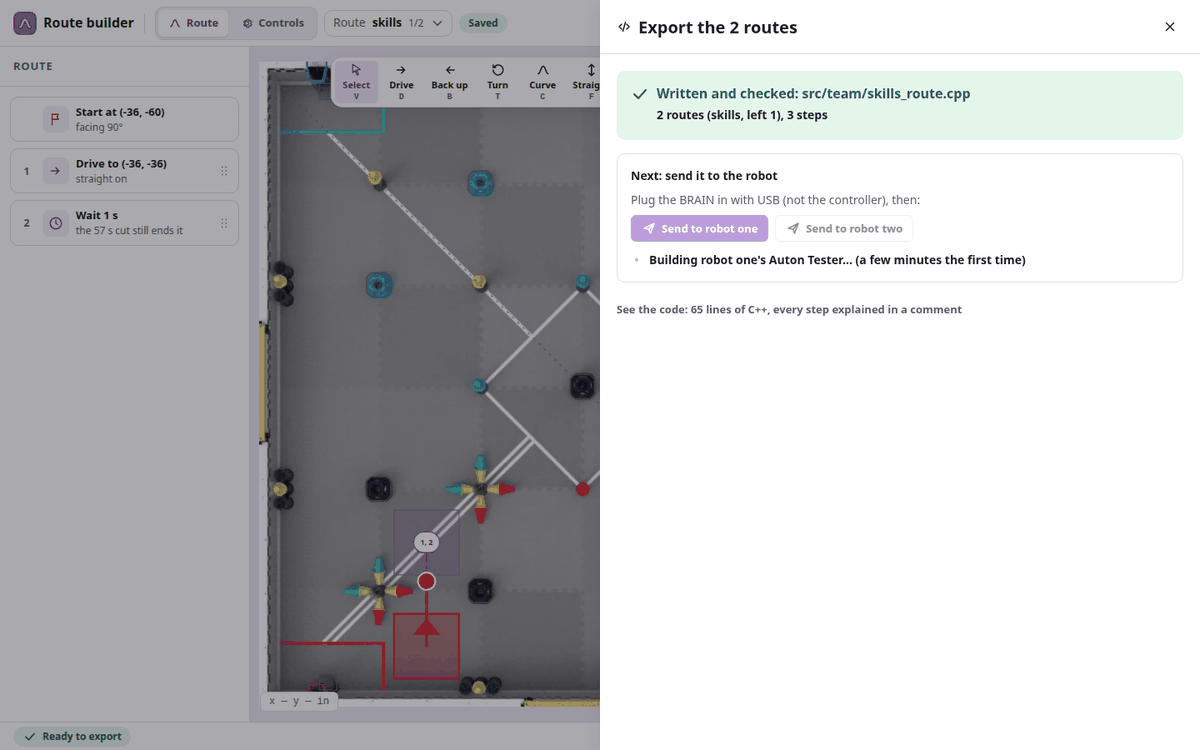 Route builder
Route
Controls
Route skills 1/2
Saved
ROUTE
Start at (-36, -60)
facing 90°
1
Drive to (-36, -36)
straight on
2
Wait 1 s
the 57 s cut still ends it
Select
V
Drive
D
Back up
B
Turn
T
Curve
C
Straig
F
1, 2
x — y — in
Ready to export
Export the 2 routes
Written and checked: src/team/skills_route.cpp
2 routes (skills, left 1), 3 steps
Next: send it to the robot
Plug the BRAIN in with USB (not the controller), then:
Send to robot one
Send to robot two
Building robot one's Auton Tester... (a few minutes the first time)
See the code: 65 lines of C++, every step explained in a comment